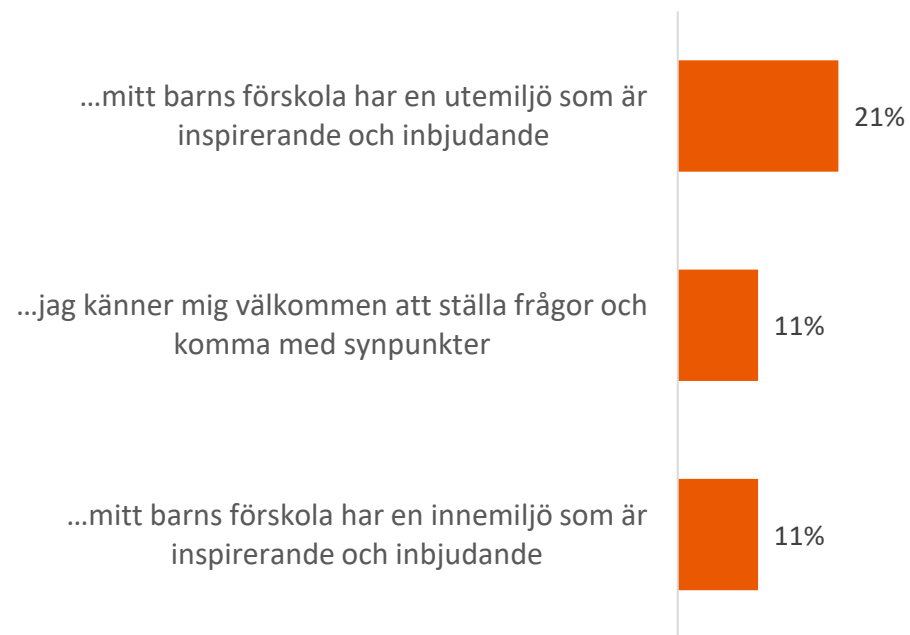 ...mitt barns förskola har en utemiljö som är
inspirerande och inbjudande
21%
...jag känner mig välkommen att ställa frågor och
komma med synpunkter
11%
...mitt barns förskola har en innemiljö som är
inspirerande och inbjudande
11%